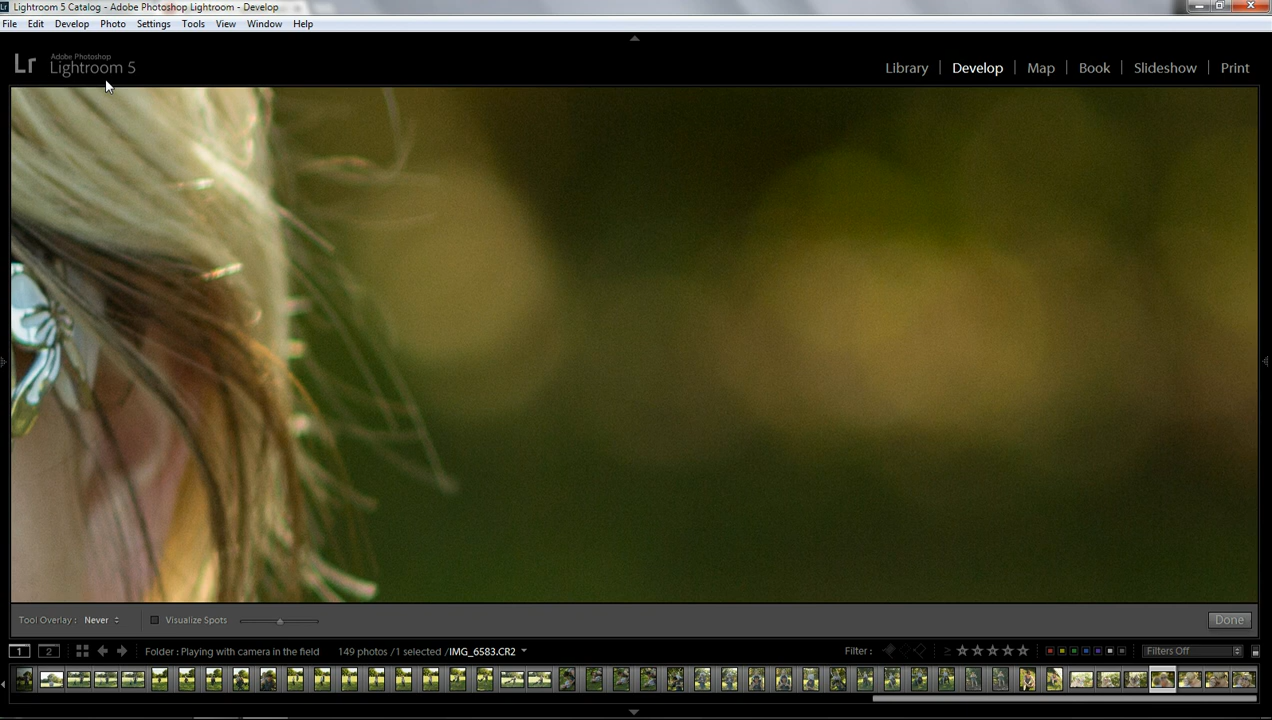 Lr Lightroom 5 Catalog - Adobe Photoshop Lightroom - Develop
File Edit Develop Photo Settings Tools View Window Help
Lr Adobe Photoshop
Lightroom 5
Library | Develop | Map | Book | Slideshow | Print
Tool Overlay : Never Visualize Spots Done
1 2 Folder : Playing with camera in the field 149 photos /1 selected /IMG_6583.CR2 Filter : Filters Off